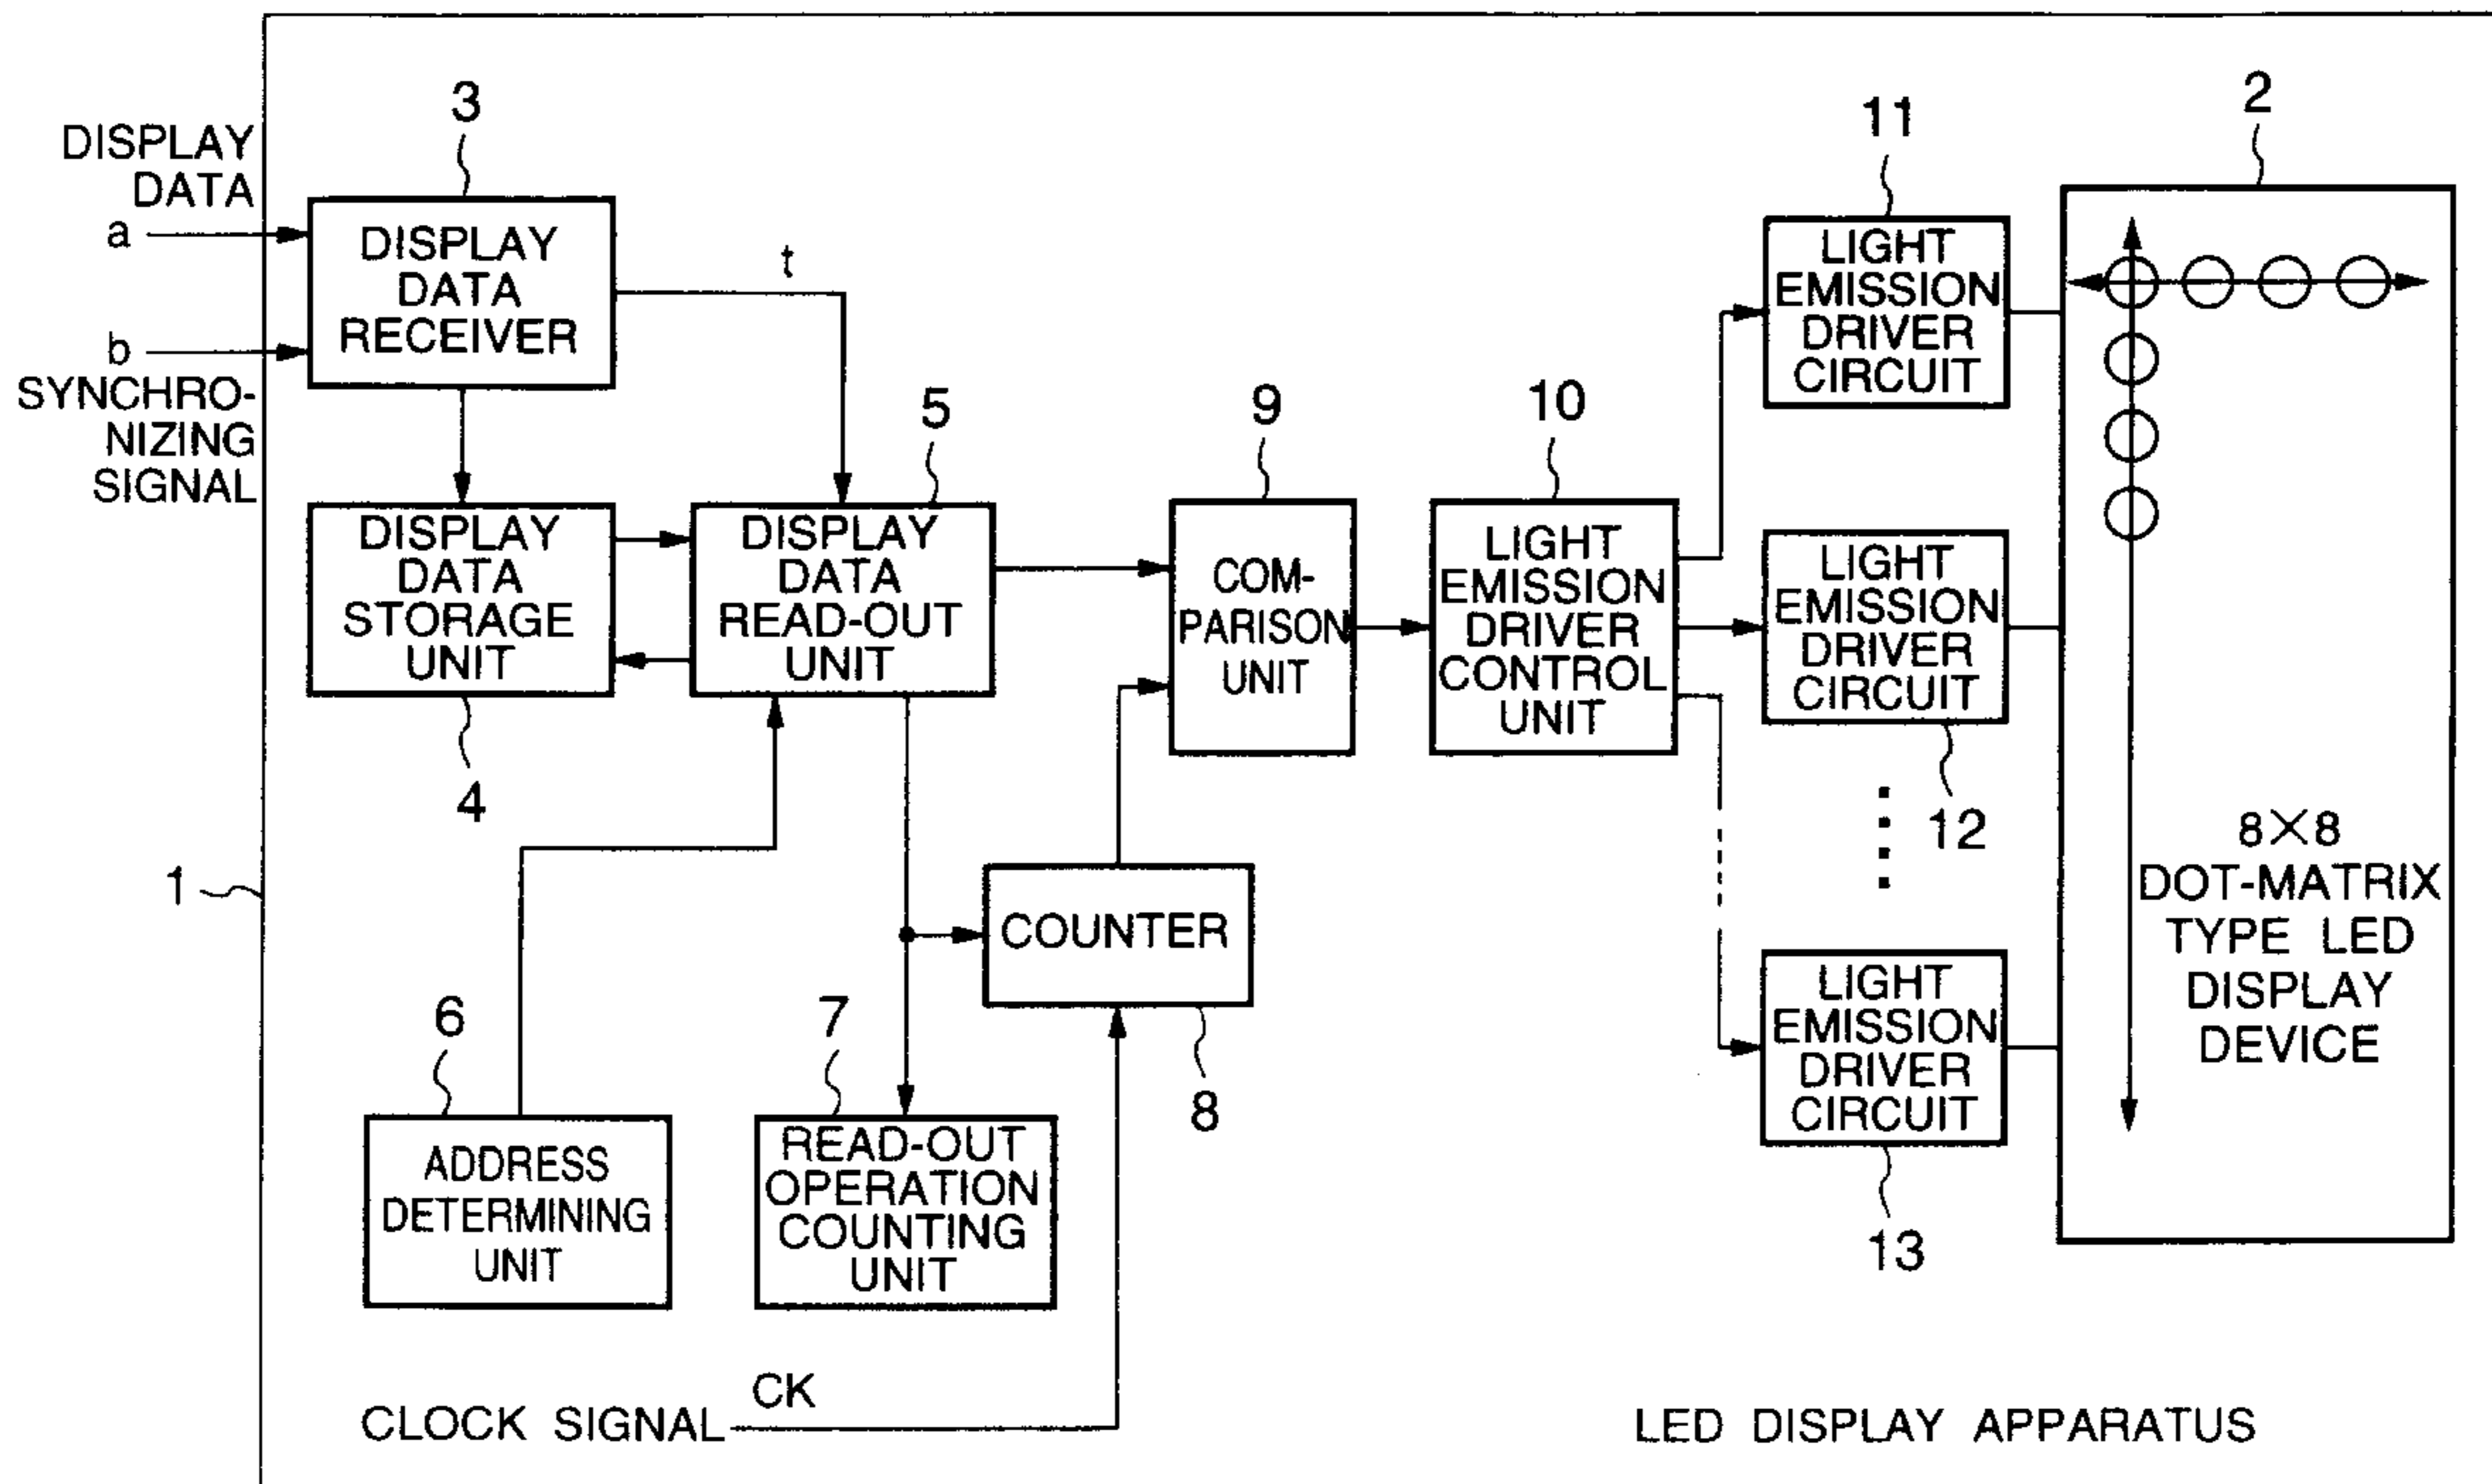 DISPLAY
DATA
a
b
SYNCHRO-
NIZING
SIGNAL
3
DISPLAY
DATA
RECEIVER
t
5
DISPLAY
DATA
STORAGE
UNIT
4
DISPLAY
DATA
READ-OUT
UNIT
9
COM-
PARISON
UNIT
10
LIGHT
EMISSION
DRIVER
CONTROL
UNIT
11
LIGHT
EMISSION
DRIVER
CIRCUIT
LIGHT
EMISSION
DRIVER
CIRCUIT
12
LIGHT
EMISSION
DRIVER
CIRCUIT
13
2
8×8
DOT-MATRIX
TYPE LED
DISPLAY
DEVICE
1
COUNTER
8
6
ADDRESS
DETERMINING
UNIT
7
READ-OUT
OPERATION
COUNTING
UNIT
CLOCK SIGNAL
CK
LED DISPLAY APPARATUS